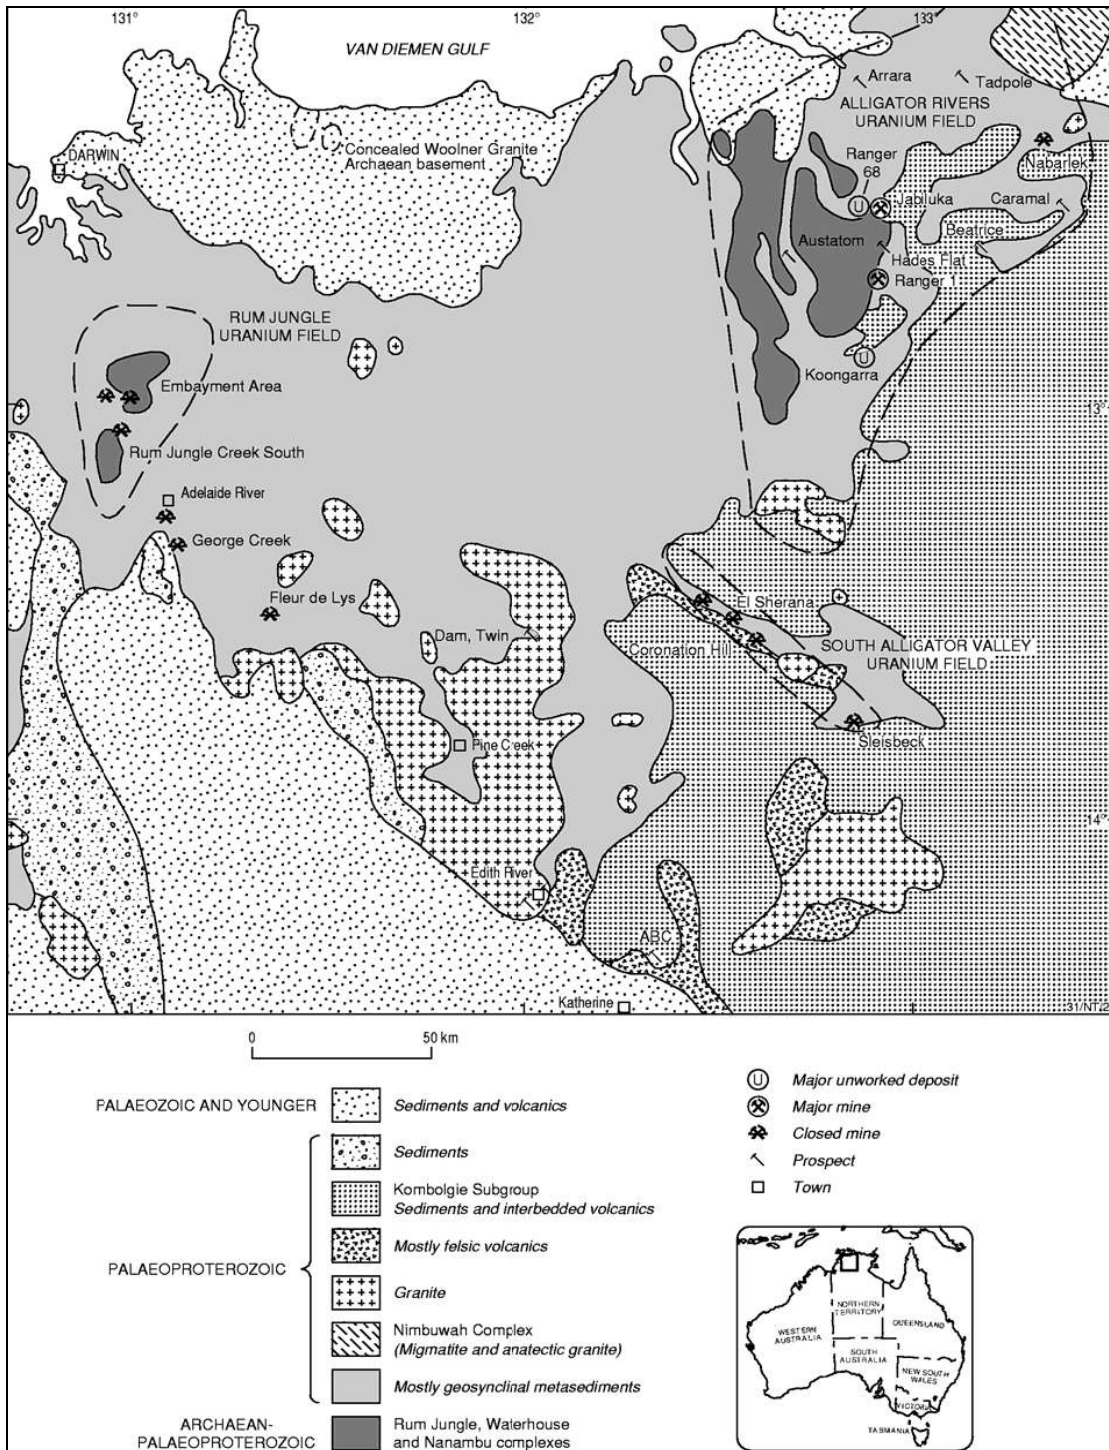 131°
132°
133°
VAN DIEMEN GULF
Arrara
Tadpole
ALLIGATOR RIVERS
URANIUM FIELD
Concealed Woolner Granite
Archaean basement
DARWIN
Ranger
68
Nabarlek
Jabiluka
Caramal
Beatrice
Austatom
Hades Flat
Ranger 1
U
RUM JUNGLE
URANIUM FIELD
U
Koongarra
Embayment Area
13°
Rum Jungle Creek South
Adelaide River
George Creek
Fleur de Lys
El Sherana
Dam, Twin
Coronation Hill
SOUTH ALLIGATOR VALLEY
URANIUM FIELD
Pine Creek
Sleisbeck
14°
Edith River
ABC
Katherine
31/NT/2
0
50 km
PALAEOZOIC AND YOUNGER
Sediments and volcanics
PALAEOPROTEROZOIC
Sediments
Kombolgie Subgroup
Sediments and interbedded volcanics
Mostly felsic volcanics
Granite
Nimbuwah Complex
(Migmatite and anatectic granite)
Mostly geosynclinal metasediments
ARCHAEAN-
PALAEOPROTEROZOIC
Rum Jungle, Waterhouse
and Nanambu complexes
U
Major unworked deposit
Major mine
Closed mine
Prospect
Town
NORTHERN
TERRITORY
WESTERN
AUSTRALIA
QUEENSLAND
SOUTH
AUSTRALIA
NEW SOUTH
WALES
VICTORIA
TASMANIA